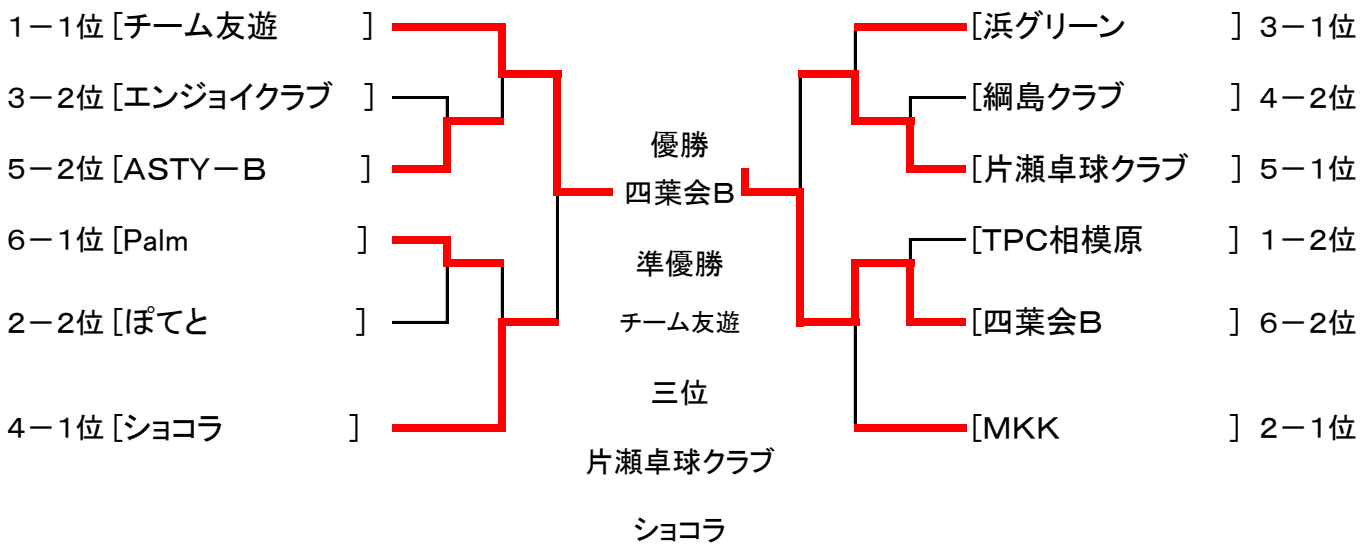 1－1位 [チーム友遊 ]
3－2位 [エンジョイクラブ ]
5－2位 [ASTY－B ]
6－1位 [Palm ]
2－2位 [ぽてと ]
4－1位 [ショコラ ]
優勝
四葉会B
準優勝
チーム友遊
三位
片瀬卓球クラブ
ショコラ
[浜グリーン ] 3－1位
[綱島クラブ ] 4－2位
[片瀬卓球クラブ ] 5－1位
[TPC相模原 ] 1－2位
[四葉会B ] 6－2位
[MKK ] 2－1位